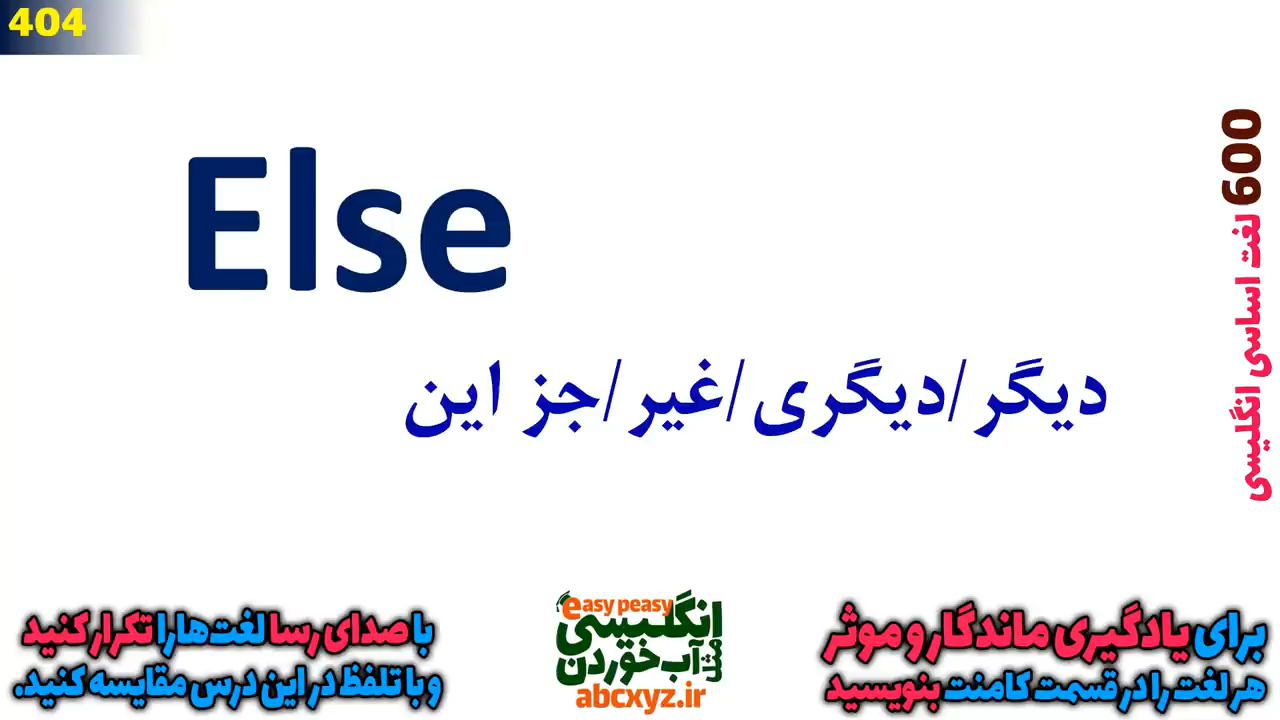 404
Else
دیگر/دیگری/غیر/جز این
600 لغت اساسی انگلیسی
برای یادگیری ماندگار و موثر
هر لغت را در قسمت کامنت بنویسید
easy peasy
انگلیسی
مثل آب خوردن
abcxyz.ir
با صدای رسا لغت‌ها را تکرار کنید
و با تلفظ در این درس مقایسه کنید.